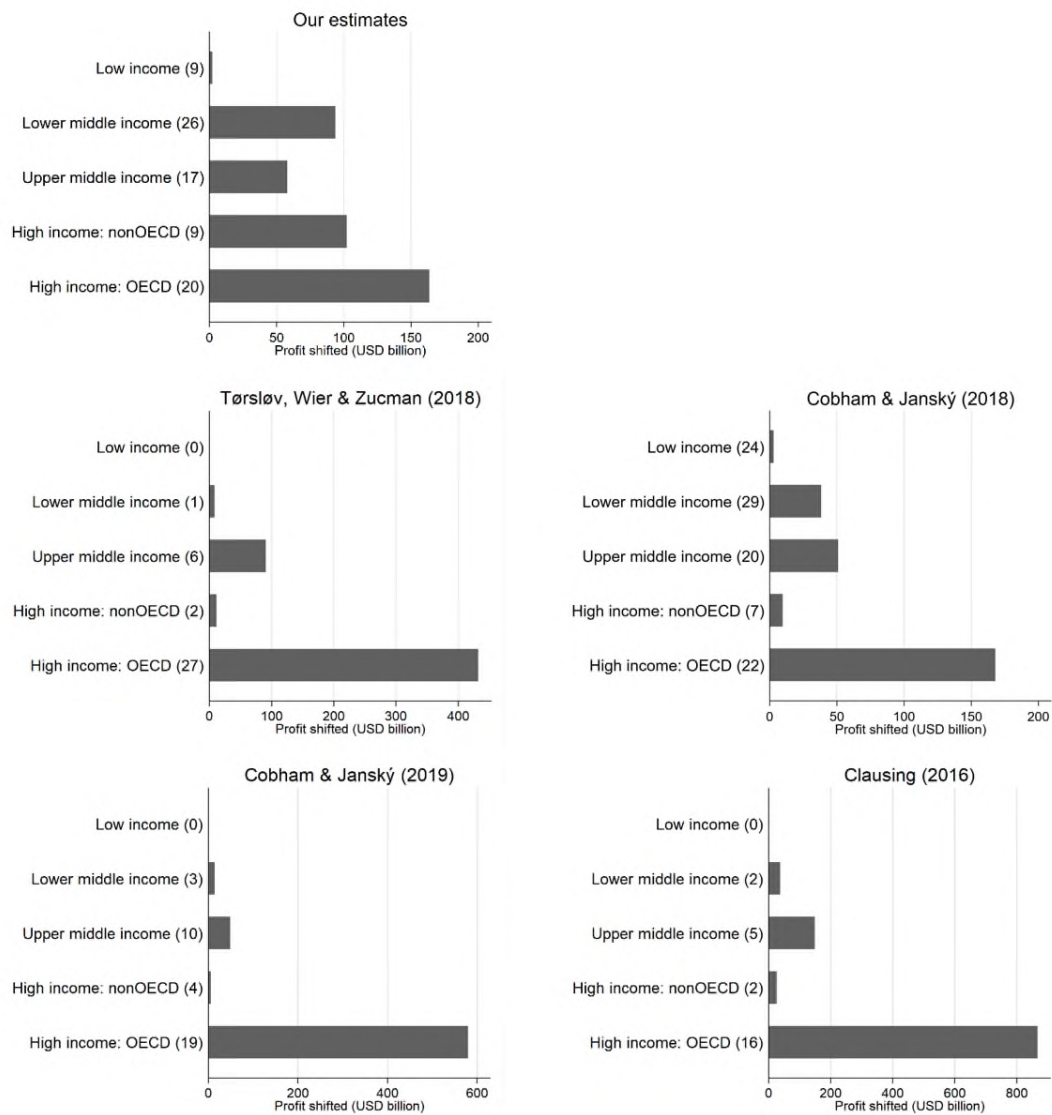 Our estimates
Low income (9)
Lower middle income (26)
Upper middle income (17)
High income: nonOECD (9)
High income: OECD (20)
0 50 100 150 200
Profit shifted (USD billion)
Tørsløv, Wier & Zucman (2018)
Low income (0)
Lower middle income (1)
Upper middle income (6)
High income: nonOECD (2)
High income: OECD (27)
0 100 200 300 400
Profit shifted (USD billion)
Cobham & Janský (2018)
Low income (24)
Lower middle income (29)
Upper middle income (20)
High income: nonOECD (7)
High income: OECD (22)
0 50 100 150 200
Profit shifted (USD billion)
Cobham & Janský (2019)
Low income (0)
Lower middle income (3)
Upper middle income (10)
High income: nonOECD (4)
High income: OECD (19)
0 200 400 600
Profit shifted (USD billion)
Clausing (2016)
Low income (0)
Lower middle income (2)
Upper middle income (5)
High income: nonOECD (2)
High income: OECD (16)
0 200 400 600 800
Profit shifted (USD billion)